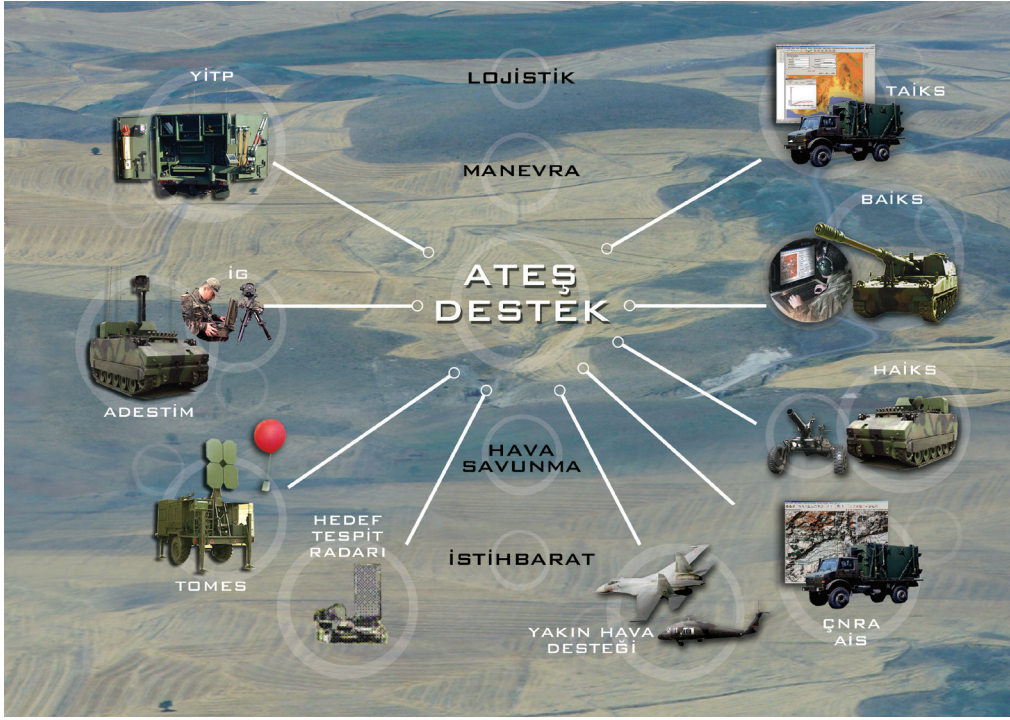 YİTP
LOJİSTİK
TAİKS
MANEVRA
BAİKS
İG
ATEŞ
DESTEK
ADESTİM
HAİKS
HAVA
SAVUNMA
HEDEF
TESPİT
RADARI
TOMES
İSTİHBARAT
YAKIN HAVA
DESTEĞİ
ÇNRA
AİS